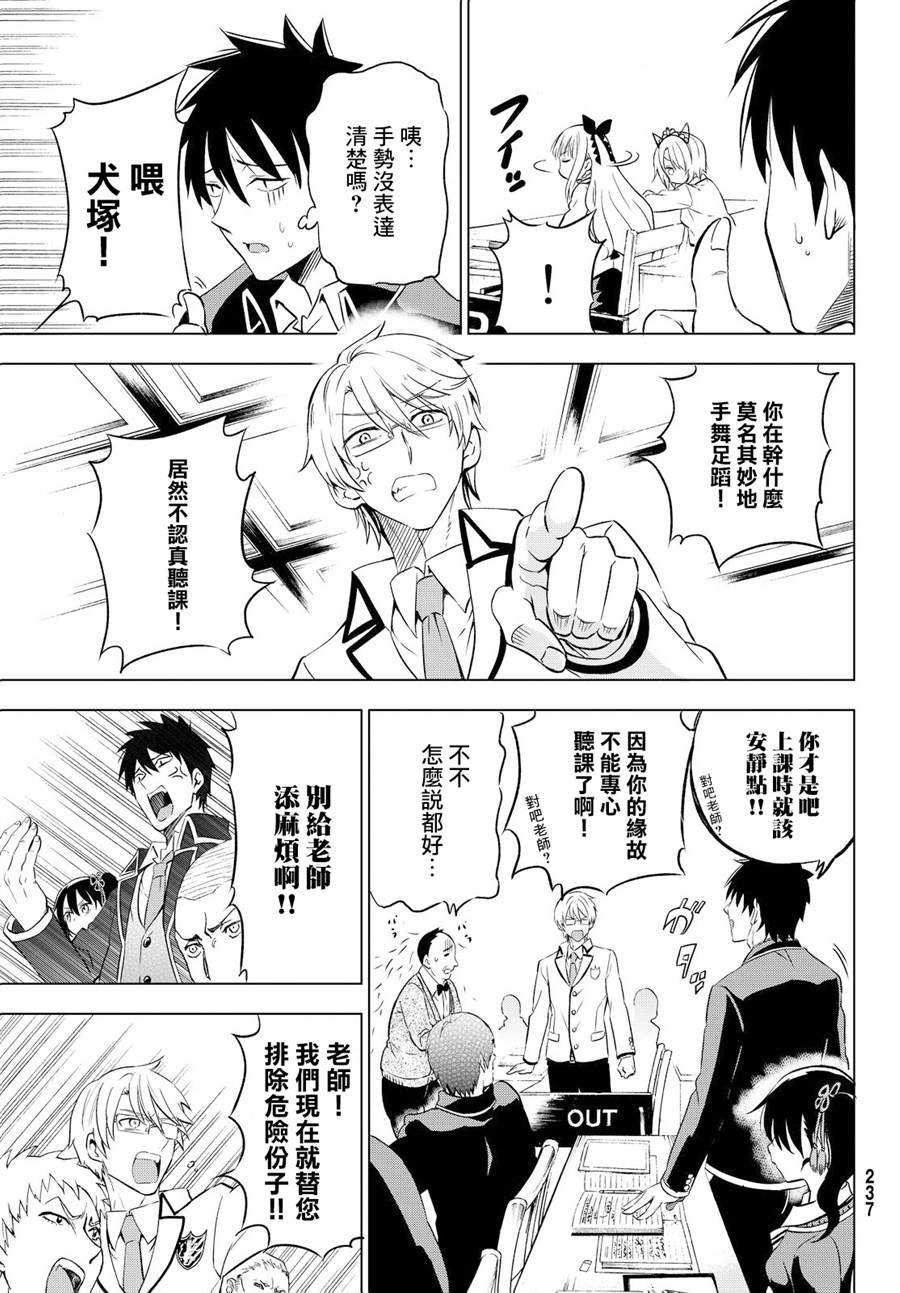 フイッ
！
咦…
手勢沒表達
清楚嗎？
喂
犬塚！
你在幹什麼
莫名其妙地
手舞足蹈！
居然不認真聽課！
你才是吧
上課時就該
安靜點!!
對吧老師？
因為你的緣故
不能專心
聽課了啊！
對吧老師？
不不
怎麼說都好…
ガタッ
OUT
別給老師
添麻煩啊!!
老師！
我們現在就替您
排除危險份子!!
237